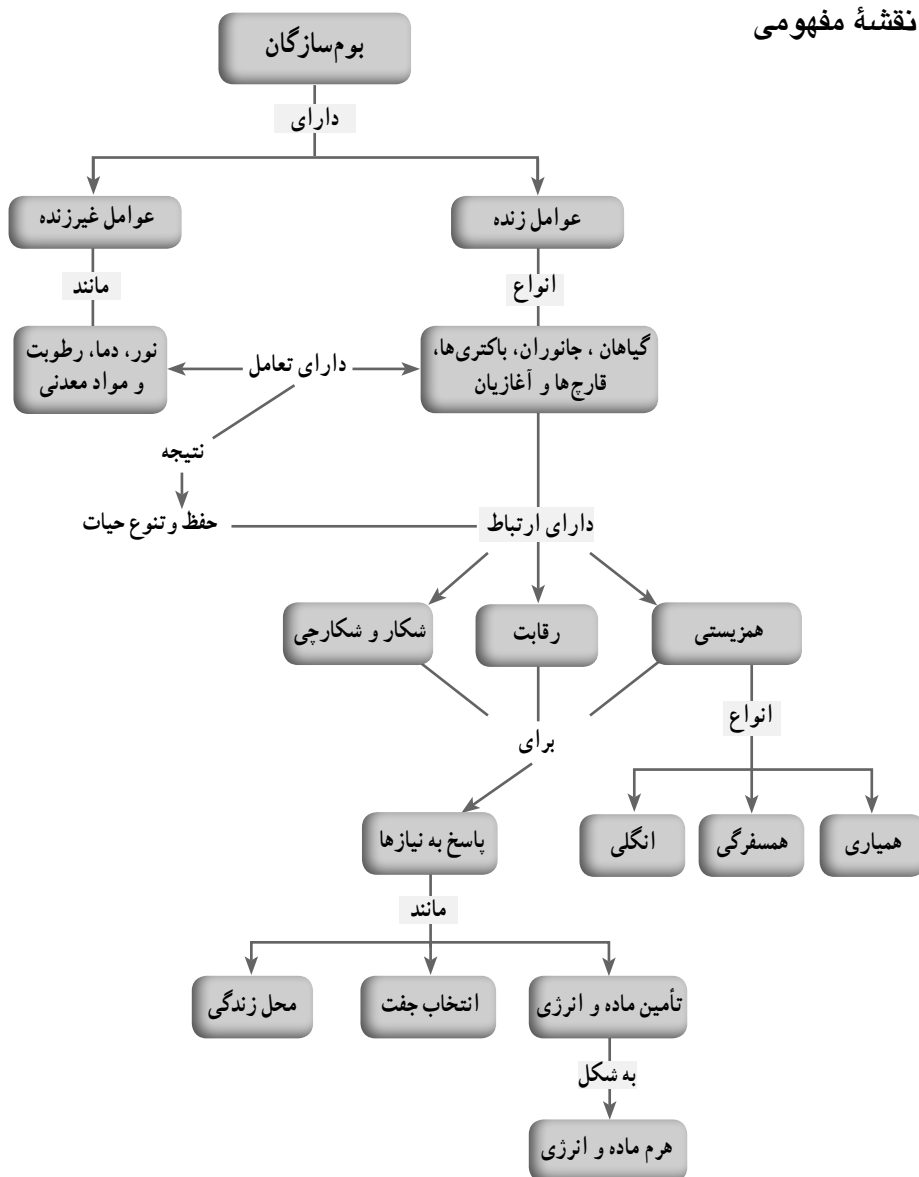 نقشهٔ مفهومی
بوم‌سازگان
دارای
عوامل زنده
عوامل غیرزنده
انواع
مانند
گیاهان ، جانوران، باکتری‌ها،
قارچ‌ها و آغازیان
دارای تعامل
نور، دما، رطوبت
و مواد معدنی
نتیجه
دارای ارتباط
حفظ و تنوع حیات
همزیستی
رقابت
شکار و شکارچی
انواع
برای
همیاری
همسفرگی
انگلی
پاسخ به نیازها
مانند
تأمین ماده و انرژی
انتخاب جفت
محل زندگی
به شکل
هرم ماده و انرژی